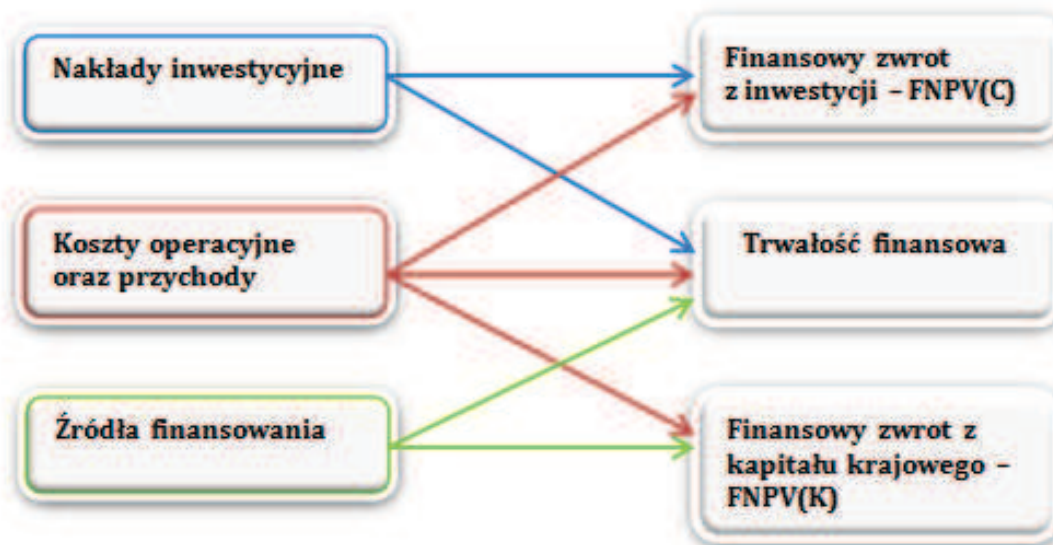 Nakłady inwestycyjne
Finansowy zwrot
z inwestycji – FNPV(C)
Koszty operacyjne
oraz przychody
Trwałość finansowa
Źródła finansowania
Finansowy zwrot z
kapitału krajowego –
FNPV(K)